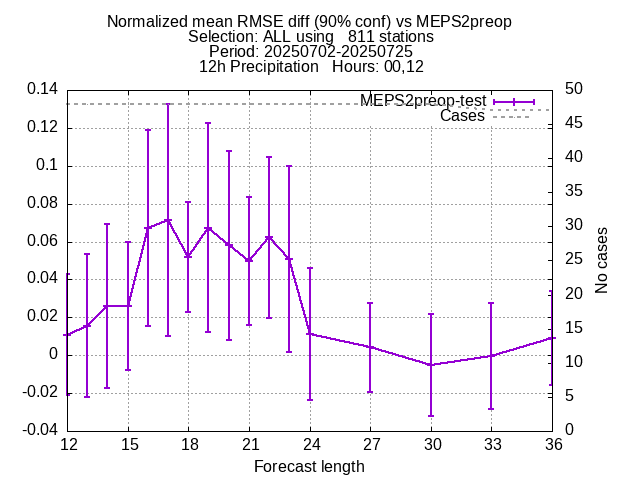 Normalized mean RMSE diff (90% conf) vs MEPS2preop
Selection: ALL using   811 stations
Period: 20250702-20250725
12h Precipitation   Hours: 00,12
MEPS2preop-test
Cases
0.14
0.12
0.1
0.08
0.06
0.04
0.02
0
-0.02
-0.04
50
45
40
35
30
25
20
15
10
5
0
No cases
12 15 18 21 24 27 30 33 36
Forecast length